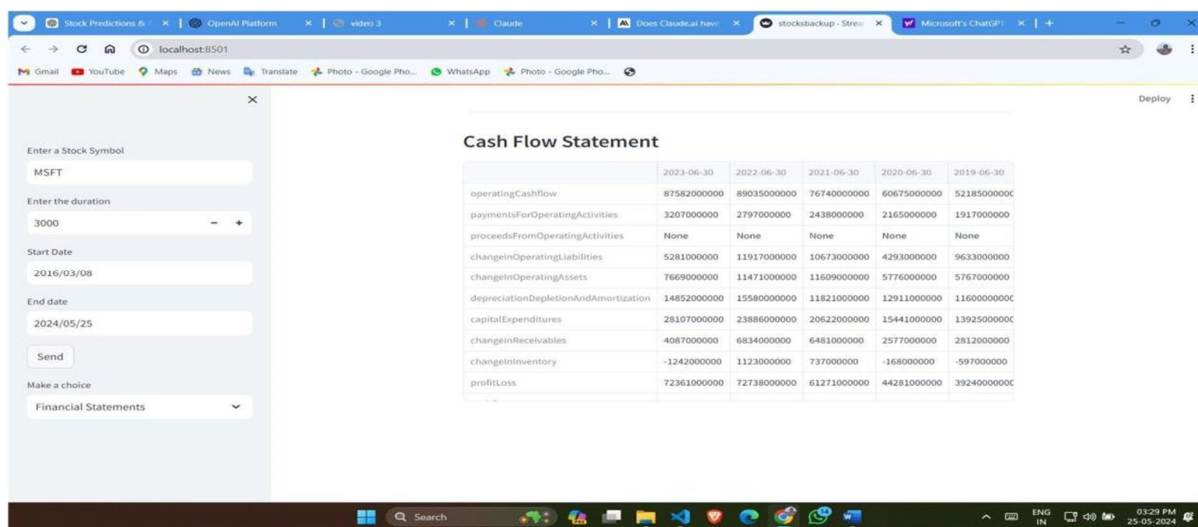 Stock Predictions & F
OpenAI Platform
video 3
Claude
Does Claude.ai have
stocksbackup - Strea
Microsoft's ChatGPT
localhost:8501
Gmail YouTube Maps News Translate Photo - Google Pho... WhatsApp Photo - Google Pho...
Deploy
Enter a Stock Symbol
MSFT
Enter the duration
3000 - +
Start Date
2016/03/08
End date
2024/05/25
Send
Make a choice
Financial Statements
Cash Flow Statement
2023-06-30 2022-06-30 2021-06-30 2020-06-30 2019-06-30
operatingCashflow 87582000000 89035000000 76740000000 60675000000 52185000000
paymentsForOperatingActivities 3207000000 2797000000 2438000000 2165000000 1917000000
proceedsFromOperatingActivities None None None None None
changeInOperatingLiabilities 5281000000 11917000000 10673000000 4293000000 9633000000
changeInOperatingAssets 7669000000 11471000000 11609000000 5776000000 5767000000
depreciationDepletionAndAmortization 14852000000 15580000000 11821000000 12911000000 11600000000
capitalExpenditures 28107000000 23886000000 20622000000 15441000000 13925000000
changeInReceivables 4087000000 6834000000 6481000000 2577000000 2812000000
changeInInventory -1242000000 1123000000 737000000 -168000000 -597000000
profitLoss 72361000000 72738000000 61271000000 44281000000 39240000000
Search
ENG
IN
03:29 PM
25-05-2024